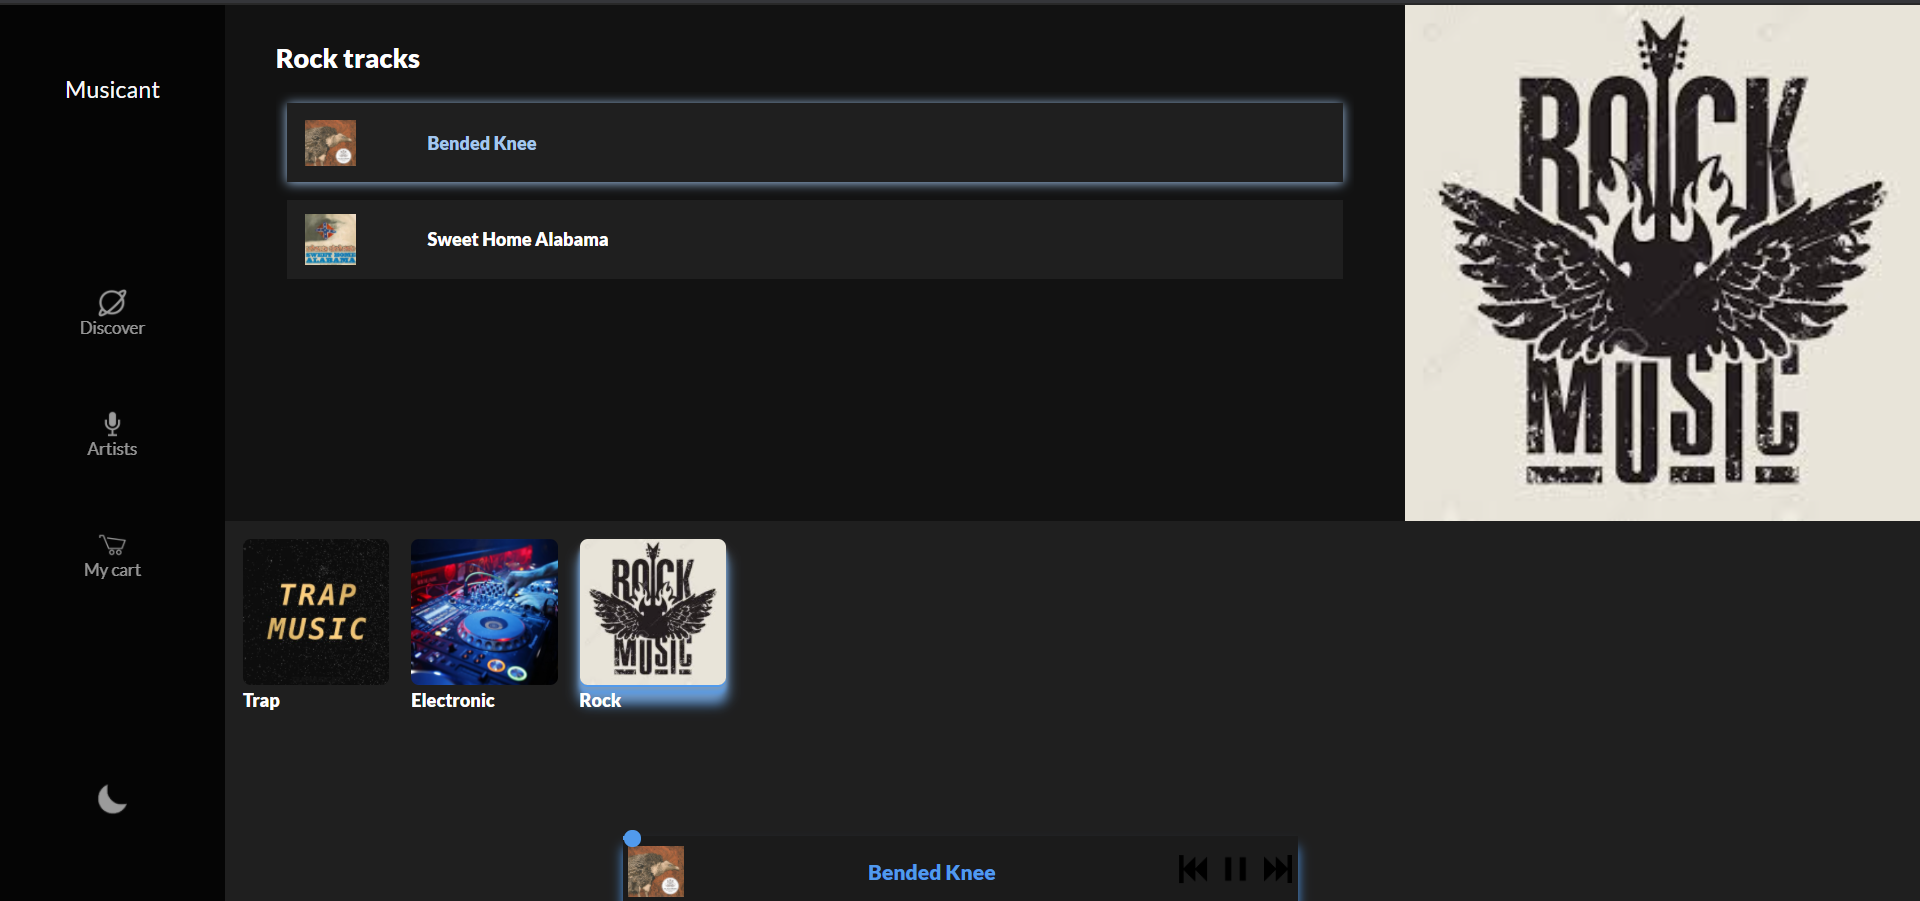 Musicant
Discover
Artists
My cart
Rock tracks
Bended Knee
Sweet Home Alabama
ROCK
MUSIC
TRAP
MUSIC
Trap
Electronic
ROCK
MUSIC
Rock
Bended Knee